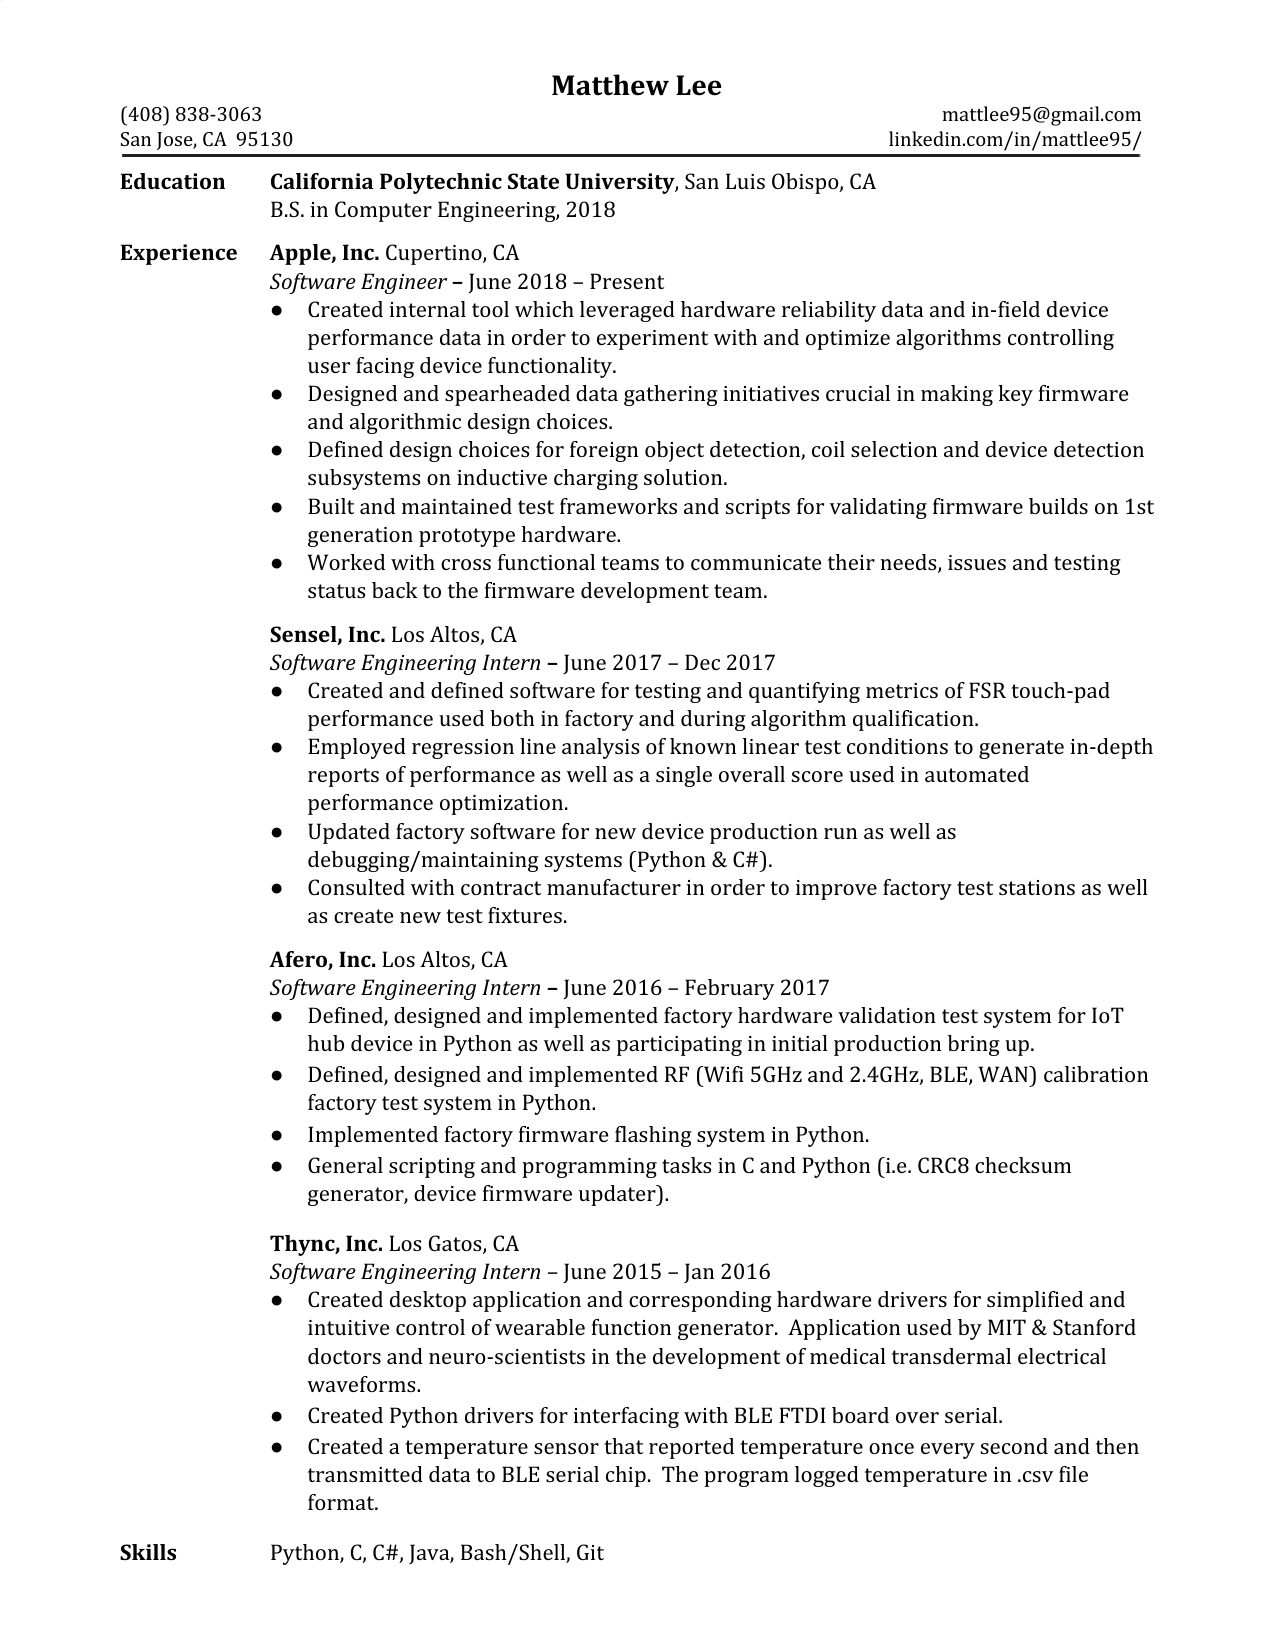 Matthew Lee
(408) 838-3063 mattlee95@gmail.com
San Jose, CA  95130 linkedin.com/in/mattlee95/
Education California Polytechnic State University, San Luis Obispo, CA
B.S. in Computer Engineering, 2018
Experience Apple, Inc. Cupertino, CA
Software Engineer – June 2018 – Present
● Created internal tool which leveraged hardware reliability data and in-field device
performance data in order to experiment with and optimize algorithms controlling
user facing device functionality.
● Designed and spearheaded data gathering initiatives crucial in making key firmware
and algorithmic design choices.
● Defined design choices for foreign object detection, coil selection and device detection
subsystems on inductive charging solution.
● Built and maintained test frameworks and scripts for validating firmware builds on 1st
generation prototype hardware.
● Worked with cross functional teams to communicate their needs, issues and testing
status back to the firmware development team.
Sensel, Inc. Los Altos, CA
Software Engineering Intern – June 2017 – Dec 2017
● Created and defined software for testing and quantifying metrics of FSR touch-pad
performance used both in factory and during algorithm qualification.
● Employed regression line analysis of known linear test conditions to generate in-depth
reports of performance as well as a single overall score used in automated
performance optimization.
● Updated factory software for new device production run as well as
debugging/maintaining systems (Python & C#).
● Consulted with contract manufacturer in order to improve factory test stations as well
as create new test fixtures.
Afero, Inc. Los Altos, CA
Software Engineering Intern – June 2016 – February 2017
● Defined, designed and implemented factory hardware validation test system for IoT
hub device in Python as well as participating in initial production bring up.
● Defined, designed and implemented RF (Wifi 5GHz and 2.4GHz, BLE, WAN) calibration
factory test system in Python.
● Implemented factory firmware flashing system in Python.
● General scripting and programming tasks in C and Python (i.e. CRC8 checksum
generator, device firmware updater).
Thync, Inc. Los Gatos, CA
Software Engineering Intern – June 2015 – Jan 2016
● Created desktop application and corresponding hardware drivers for simplified and
intuitive control of wearable function generator.  Application used by MIT & Stanford
doctors and neuro-scientists in the development of medical transdermal electrical
waveforms.
● Created Python drivers for interfacing with BLE FTDI board over serial.
● Created a temperature sensor that reported temperature once every second and then
transmitted data to BLE serial chip.  The program logged temperature in .csv file
format.
Skills Python, C, C#, Java, Bash/Shell, Git